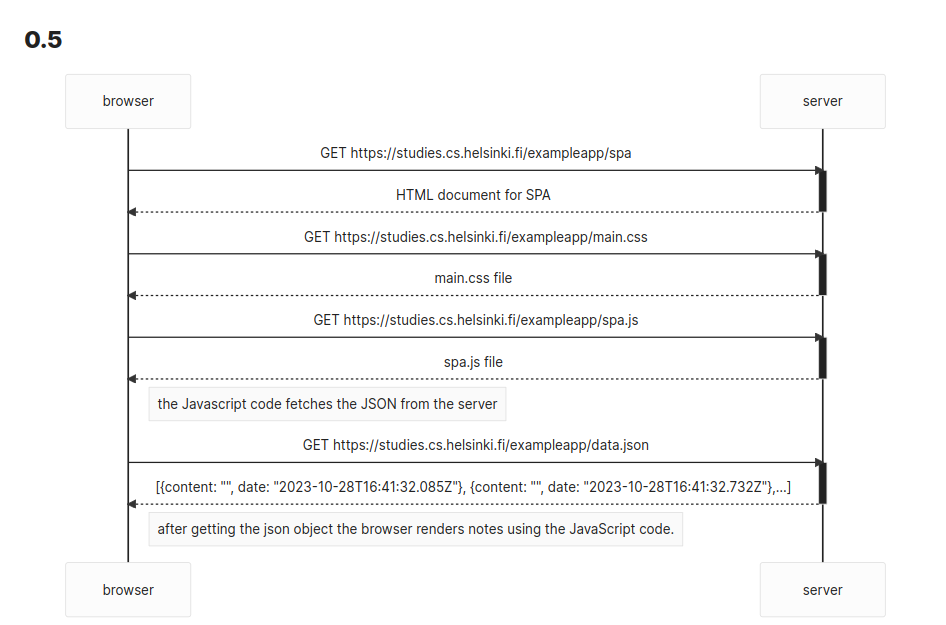 0.5
browser
server
GET https://studies.cs.helsinki.fi/exampleapp/spa
HTML document for SPA
GET https://studies.cs.helsinki.fi/exampleapp/main.css
main.css file
GET https://studies.cs.helsinki.fi/exampleapp/spa.js
spa.js file
the Javascript code fetches the JSON from the server
GET https://studies.cs.helsinki.fi/exampleapp/data.json
[{content: "", date: "2023-10-28T16:41:32.085Z"}, {content: "", date: "2023-10-28T16:41:32.732Z"},...]
after getting the json object the browser renders notes using the JavaScript code.
browser
server